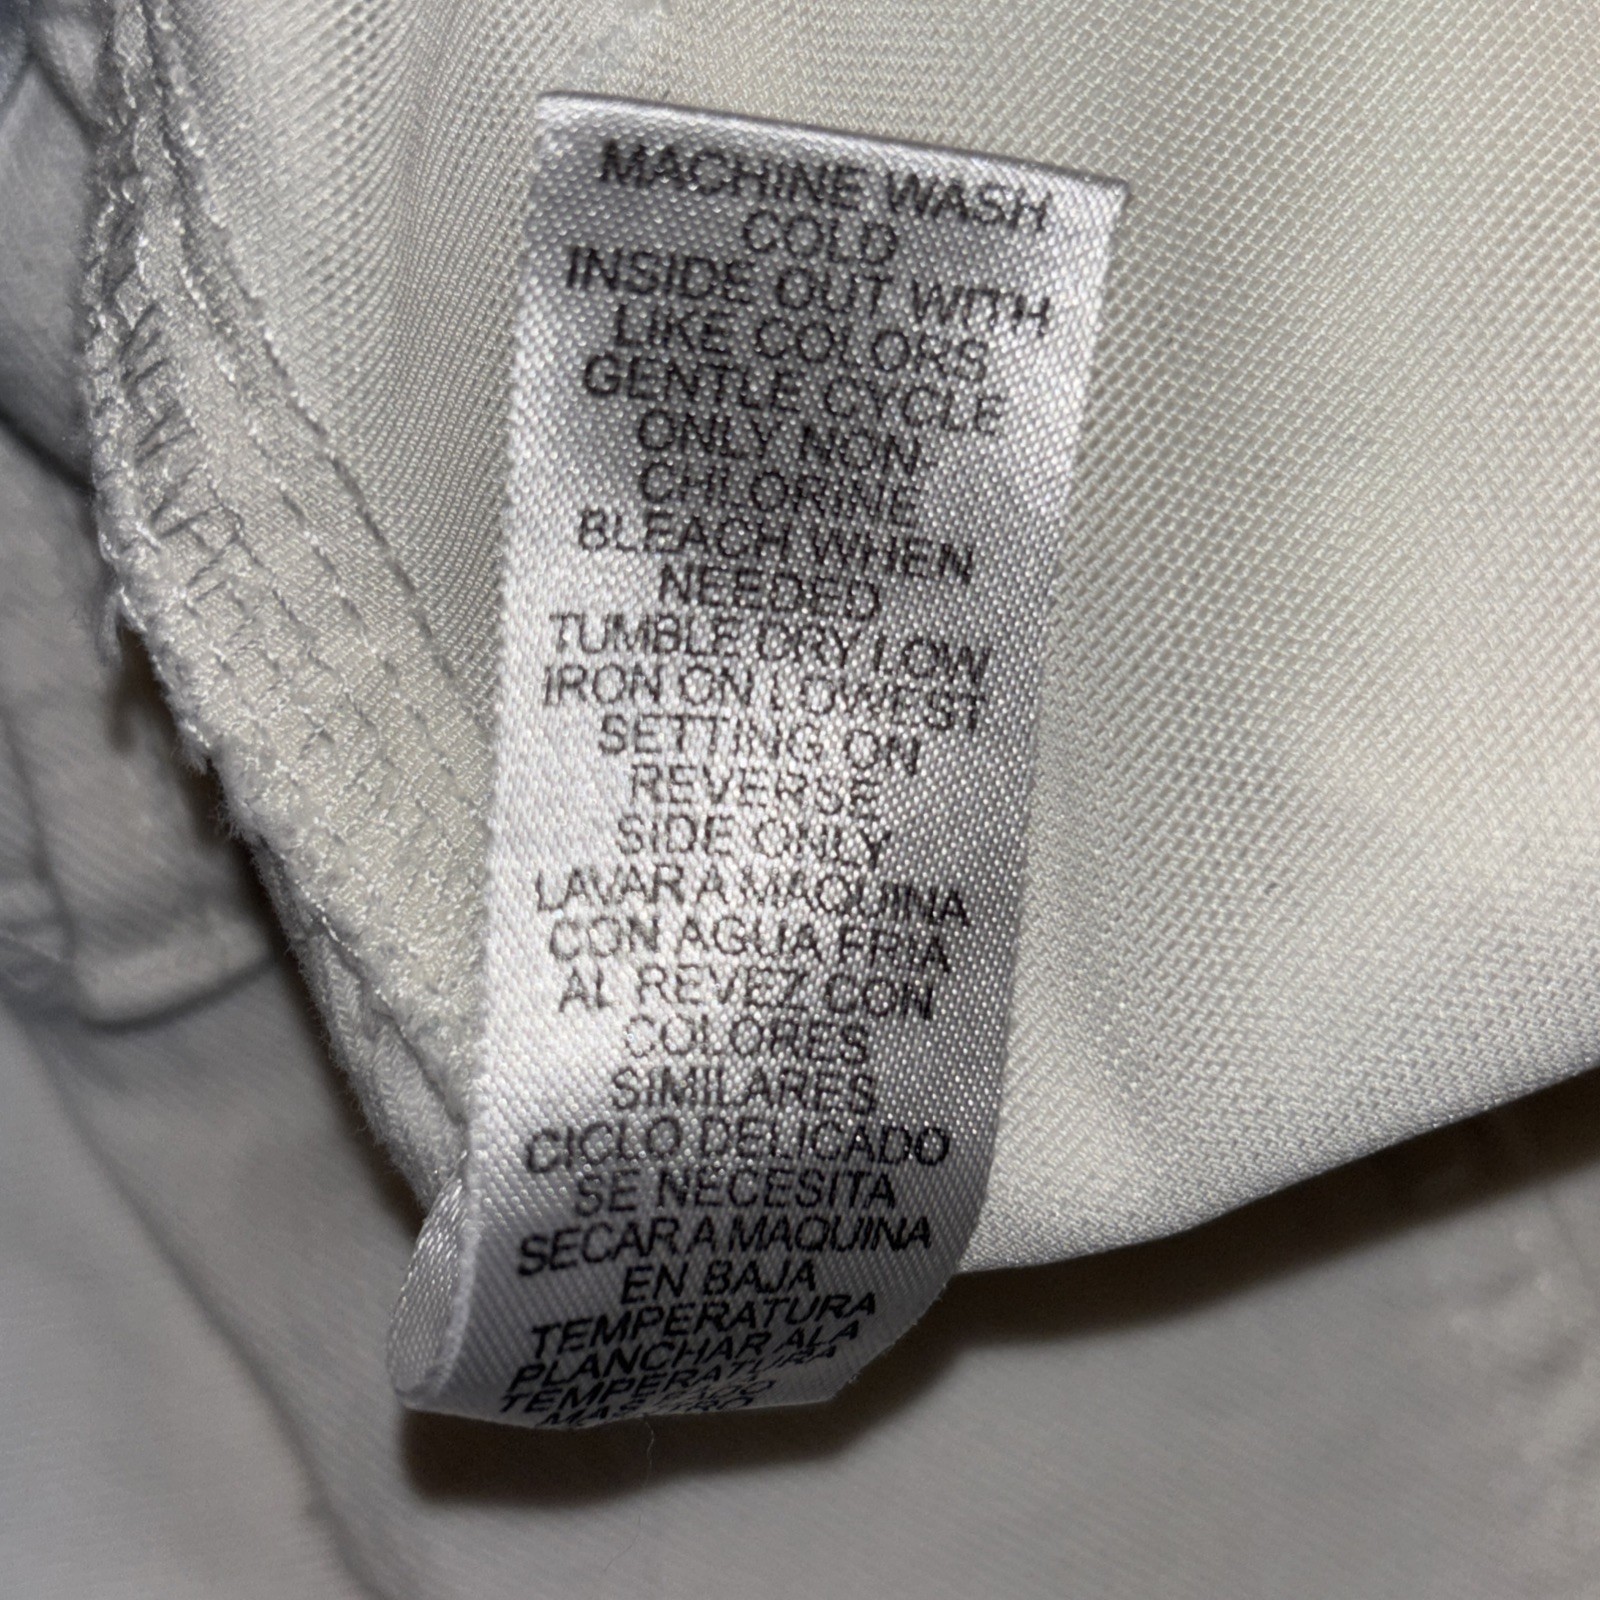 MACHINE WASH
COLD
INSIDE OUT WITH
LIKE COLORS
GENTLE CYCLE
ONLY NON
CHLORINE
BLEACH WHEN
NEEDED
TUMBLE DRY LOW
IRON ON LOWEST
SETTING ON
REVERSE
SIDE ONLY
LAVAR A MAQUINA
CON AGUA FRIA
AL REVEZ CON
COLORES
SIMILARES
CICLO DELICADO
SE NECESITA
SECAR A MAQUINA
EN BAJA
TEMPERATURA
PLANCHAR ALA
TEMPERATURA
MAS